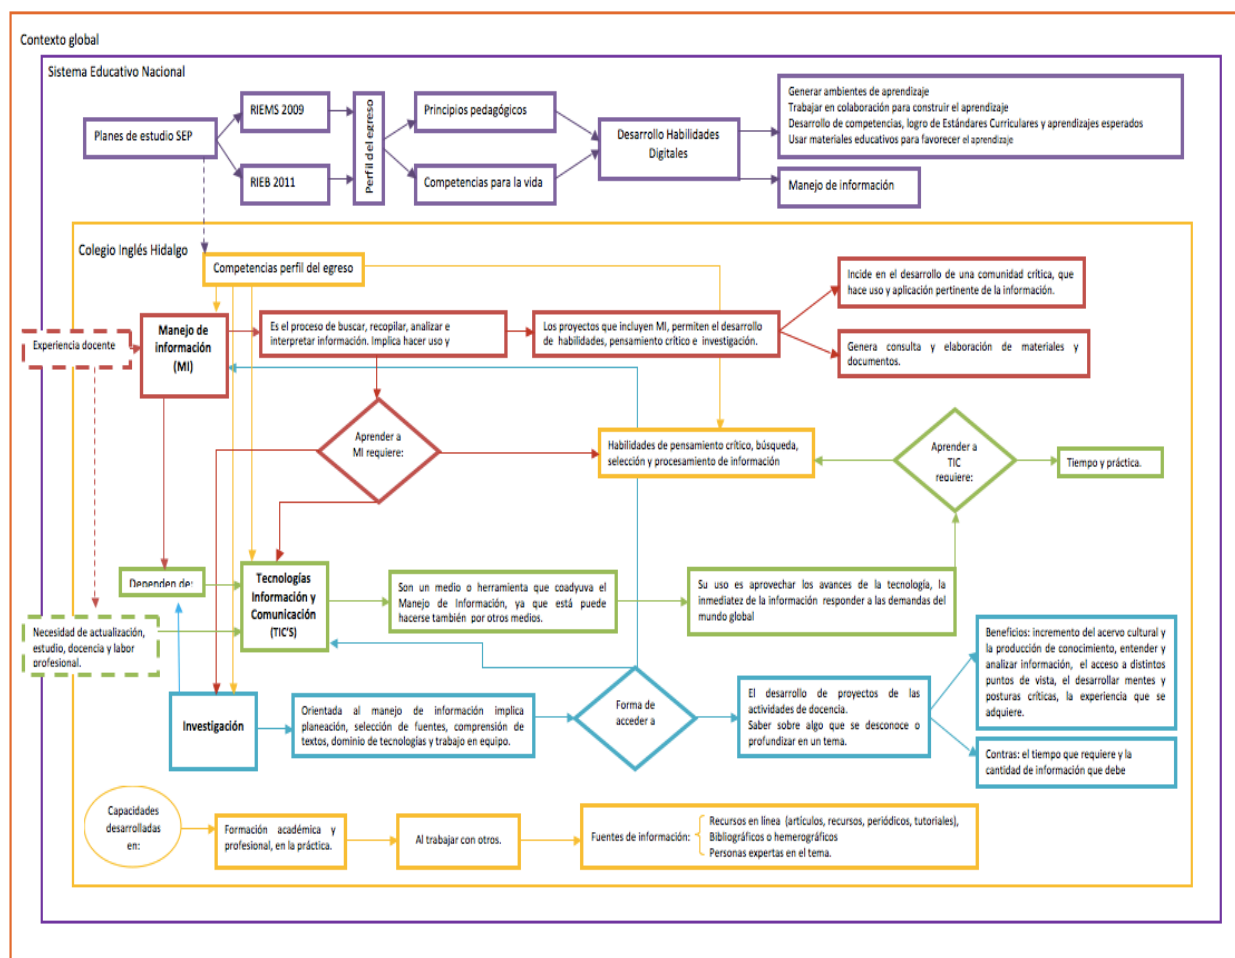 Contexto global
Sistema Educativo Nacional
Planes de estudio SEP
RIEMS 2009
RIEB 2011
Perfil del egreso
Principios pedagógicos
Competencias para la vida
Desarrollo Habilidades
Digitales
Generar ambientes de aprendizaje
Trabajar en colaboración para construir el aprendizaje
Desarrollo de competencias, logro de Estándares Curriculares y aprendizajes esperados
Usar materiales educativos para favorecer el aprendizaje
Manejo de información
Colegio Inglés Hidalgo
Competencias perfil del egreso
Experiencia docente
Manejo de
información
(MI)
Es el proceso de buscar, recopilar, analizar e
interpretar información. Implica hacer uso y
Los proyectos que incluyen MI, permiten el desarrollo
de habilidades, pensamiento crítico e investigación.
Incide en el desarrollo de una comunidad crítica, que
hace uso y aplicación pertinente de la información.
Genera consulta y elaboración de materiales y
documentos.
Aprender a
MI requiere:
Habilidades de pensamiento crítico, búsqueda,
selección y procesamiento de información
Aprender a
TIC
requiere:
Tiempo y práctica.
Dependen de:
Tecnologías
Información y
Comunicación
(TIC'S)
Son un medio o herramienta que coadyuva el
Manejo de Información, ya que está puede
hacerse también por otros medios.
Su uso es aprovechar los avances de la tecnología, la
inmediatez de la información responder a las demandas del
mundo global
Necesidad de actualización,
estudio, docencia y labor
profesional.
Investigación
Orientada al manejo de información implica
planeación, selección de fuentes, comprensión de
textos, dominio de tecnologías y trabajo en equipo.
Forma de
acceder a
El desarrollo de proyectos de las
actividades de docencia.
Saber sobre algo que se desconoce o
profundizar en un tema.
Beneficios: incremento del acervo cultural y
la producción de conocimiento, entender y
analizar información, el acceso a distintos
puntos de vista, el desarrollar mentes y
posturas críticas, la experiencia que se
adquiere.
Contras: el tiempo que requiere y la
cantidad de información que debe
Capacidades
desarrolladas
en:
Formación académica y
profesional, en la práctica.
Al trabajar con otros.
Fuentes de información:
Recursos en línea (artículos, recursos, periódicos, tutoriales),
Bibliográficos o hemerográficos
Personas expertas en el tema.